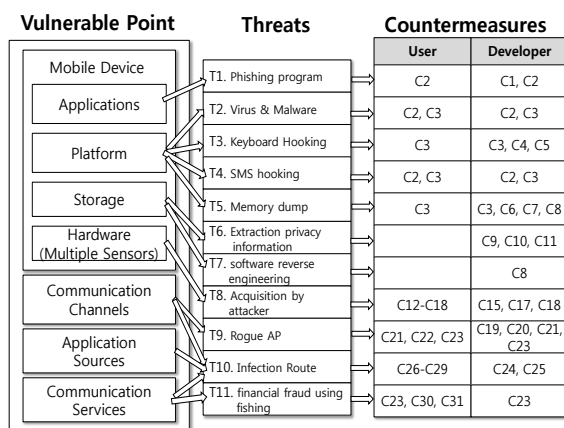 Vulnerable Point
Threats
Countermeasures
Mobile Device
Applications
Platform
Storage
Hardware
(Multiple Sensors)
Communication
Channels
Application
Sources
Communication
Services
T1. Phishing program
T2. Virus & Malware
T3. Keyboard Hooking
T4. SMS hooking
T5. Memory dump
T6. Extraction privacy
information
T7. software reverse
engineering
T8. Acquisition by
attacker
T9. Rogue AP
T10. Infection Route
T11. financial fraud using
fishing
User Developer
C2 C1, C2
C2, C3 C2, C3
C3 C3, C4, C5
C2, C3 C2, C3
C3 C3, C6, C7, C8
C9, C10, C11
C8
C12-C18 C15, C17, C18
C21, C22, C23 C19, C20, C21,
C23
C26-C29 C24, C25
C23, C30, C31 C23